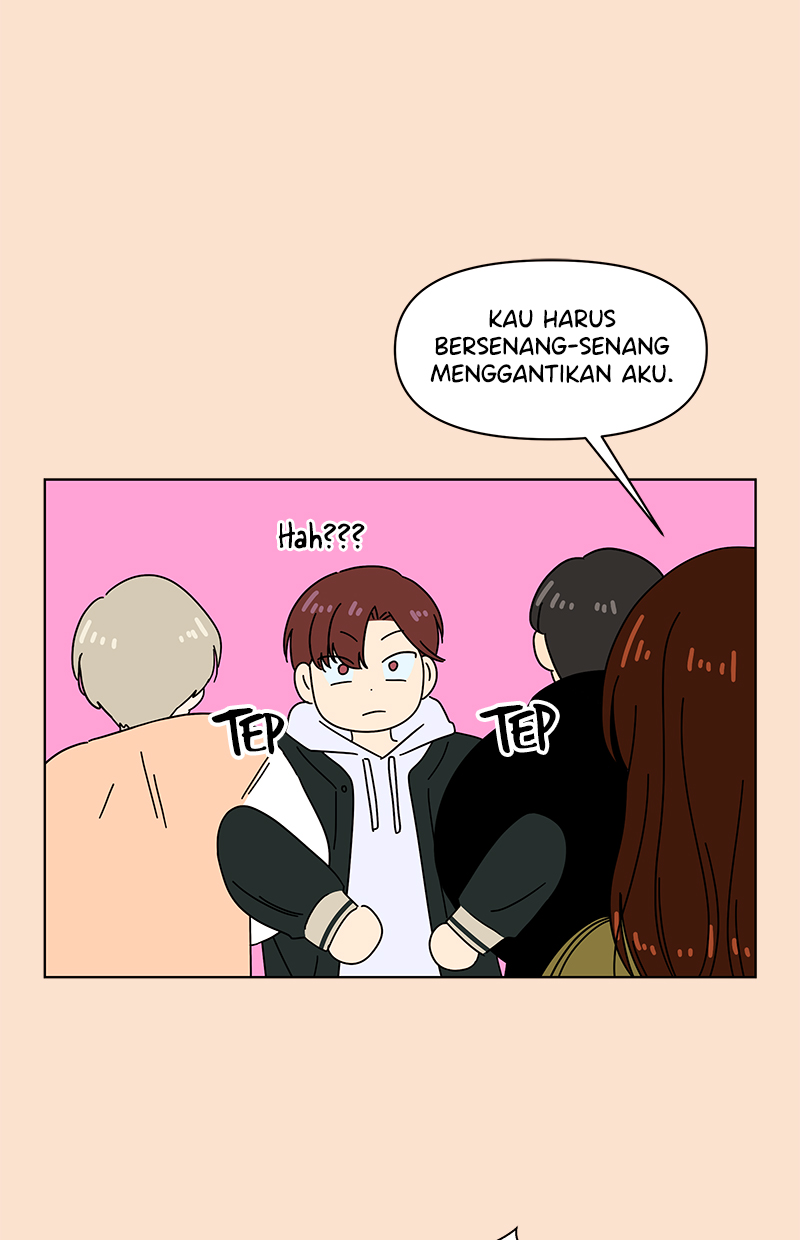 KAU HARUS
BERSENANG-SENANG
MENGGANTIKAN AKU.
Hah???
TEP
TEP